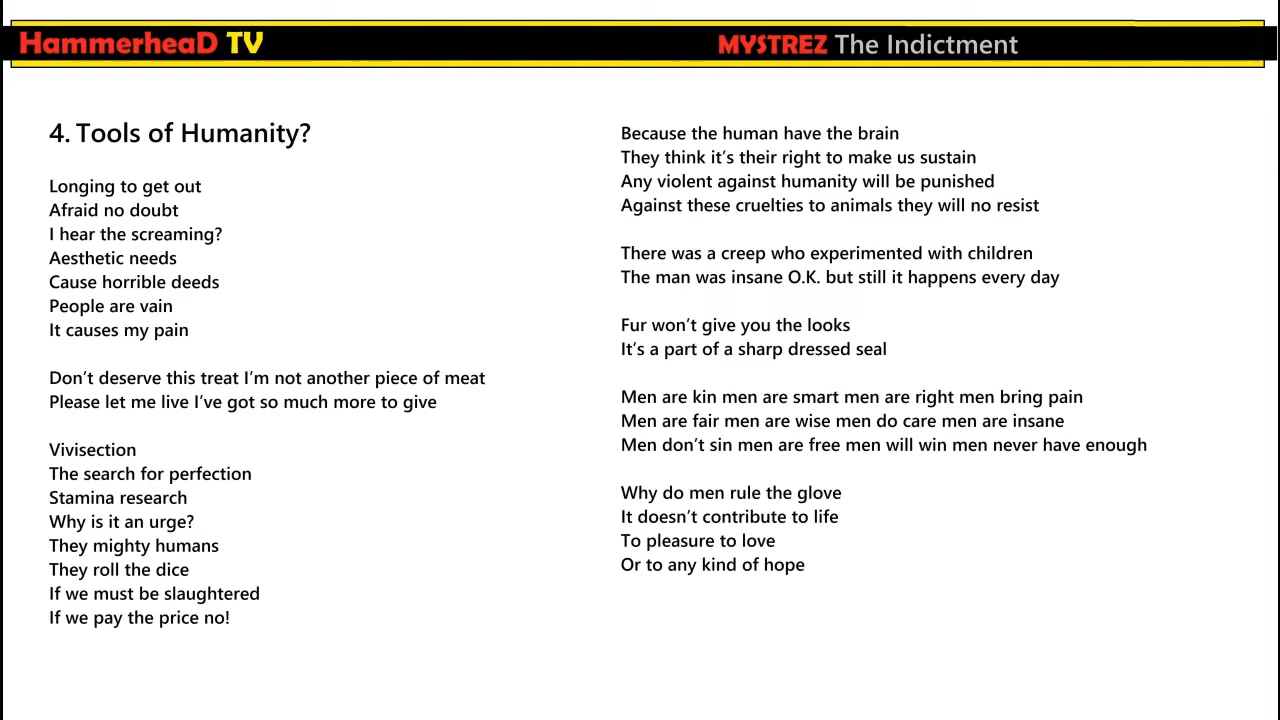 HammerheaD TV
MYSTREZ The Indictment
4. Tools of Humanity?
Longing to get out
Afraid no doubt
I hear the screaming?
Aesthetic needs
Cause horrible deeds
People are vain
It causes my pain
Don't deserve this treat I'm not another piece of meat
Please let me live I've got so much more to give
Vivisection
The search for perfection
Stamina research
Why is it an urge?
They mighty humans
They roll the dice
If we must be slaughtered
If we pay the price no!
Because the human have the brain
They think it's their right to make us sustain
Any violent against humanity will be punished
Against these cruelties to animals they will no resist
There was a creep who experimented with children
The man was insane O.K. but still it happens every day
Fur won't give you the looks
It's a part of a sharp dressed seal
Men are kin men are smart men are right men bring pain
Men are fair men are wise men do care men are insane
Men don't sin men are free men will win men never have enough
Why do men rule the glove
It doesn't contribute to life
To pleasure to love
Or to any kind of hope